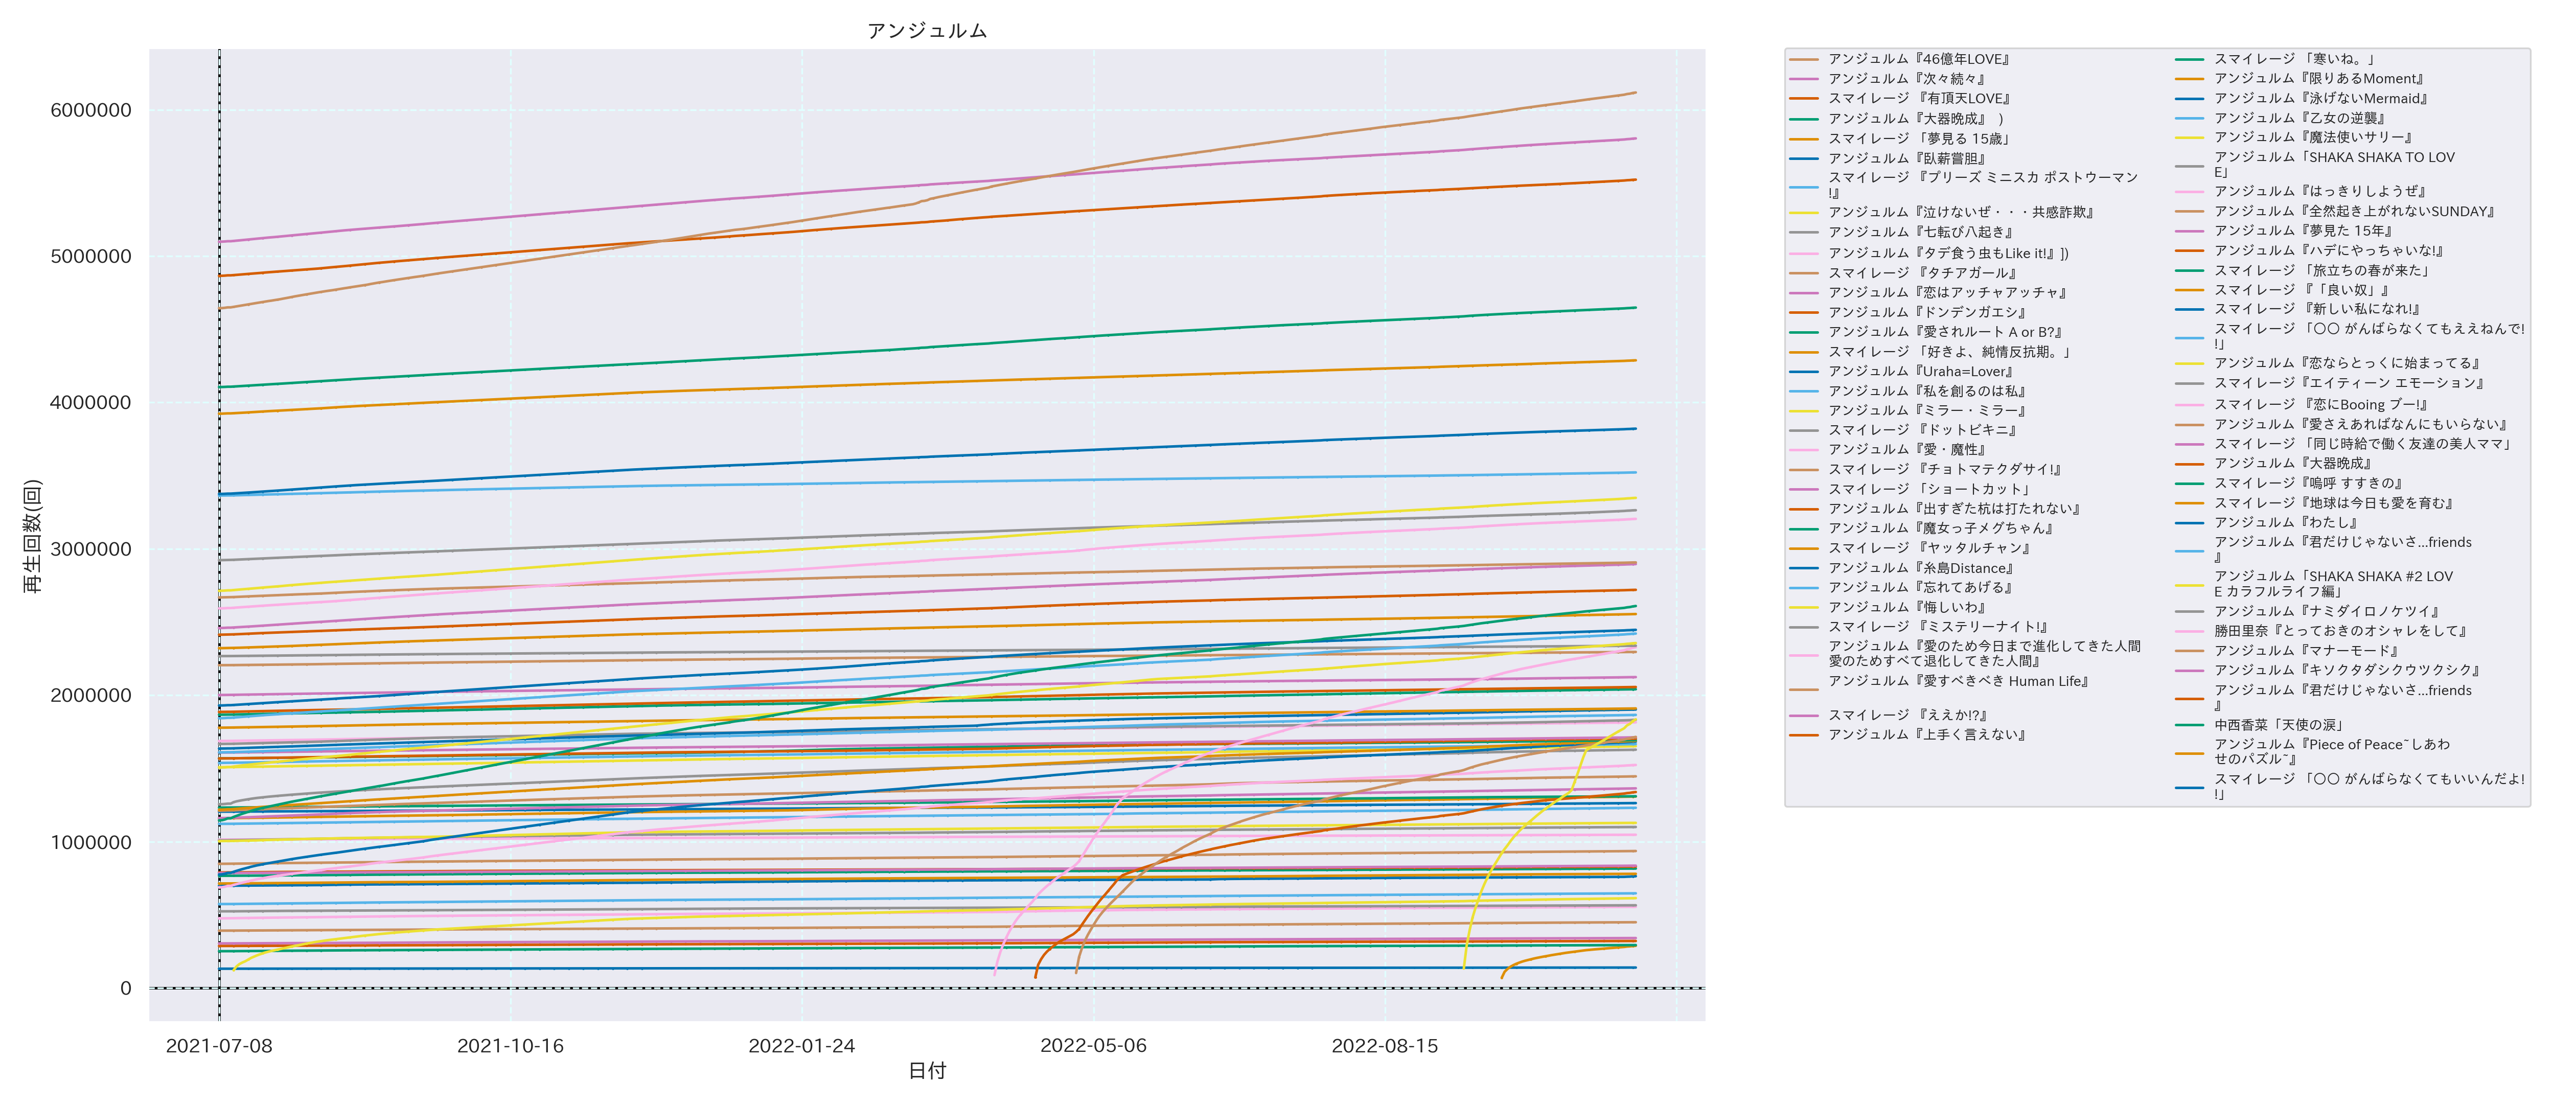 アンジュルム
再生回数(回)
6000000
5000000
4000000
3000000
2000000
1000000
0
2021-07-08
2021-10-16
2022-01-24
2022-05-06
2022-08-15
日付
アンジュルム『46億年LOVE』
アンジュルム『次々続々』
スマイレージ 『有頂天LOVE』
アンジュルム『大器晩成』 )
スマイレージ 「夢見る 15歳」
アンジュルム『臥薪嘗胆』
スマイレージ 『プリーズ ミニスカ ポストウーマン
!』
アンジュルム『泣けないぜ・・・共感詐欺』
アンジュルム『七転び八起き』
アンジュルム『タデ食う虫もLike it!』])
スマイレージ 『タチアガール』
アンジュルム『恋はアッチャアッチャ』
アンジュルム『ドンデンガエシ』
アンジュルム『愛されルート A or B?』
スマイレージ 「好きよ、純情反抗期。」
アンジュルム『Uraha=Lover』
アンジュルム『私を創るのは私』
アンジュルム『ミラー・ミラー』
スマイレージ 『ドットビキニ』
アンジュルム『愛・魔性』
スマイレージ 『チョトマテクダサイ!』
スマイレージ 「ショートカット」
アンジュルム『出すぎた杭は打たれない』
アンジュルム『魔女っ子メグちゃん』
スマイレージ 『ヤッタルチャン』
アンジュルム『糸島Distance』
アンジュルム『忘れてあげる』
アンジュルム『悔しいわ』
スマイレージ 『ミステリーナイト!』
アンジュルム『愛のため今日まで進化してきた人間
愛のためすべて退化してきた人間』
アンジュルム『愛すべきべき Human Life』
スマイレージ 『ええか!?』
アンジュルム『上手く言えない』
スマイレージ 「寒いね。」
アンジュルム『限りあるMoment』
アンジュルム『泳げないMermaid』
アンジュルム『乙女の逆襲』
アンジュルム『魔法使いサリー』
アンジュルム「SHAKA SHAKA TO LOV
E」
アンジュルム『はっきりしようぜ』
アンジュルム『全然起き上がれないSUNDAY』
アンジュルム『夢見た 15年』
アンジュルム『ハデにやっちゃいな!』
スマイレージ 「旅立ちの春が来た」
スマイレージ 『「良い奴」』
スマイレージ 『新しい私になれ!』
スマイレージ 「〇〇 がんばらなくてもええねんで!
!」
アンジュルム『恋ならとっくに始まってる』
スマイレージ『エイティーン エモーション』
スマイレージ 『恋にBooing ブー!』
アンジュルム『愛さえあればなんにもいらない』
スマイレージ 「同じ時給で働く友達の美人ママ」
アンジュルム『大器晩成』
スマイレージ『嗚呼 すすきの』
スマイレージ『地球は今日も愛を育む』
アンジュルム『わたし』
アンジュルム『君だけじゃないさ...friends
』
アンジュルム「SHAKA SHAKA #2 LOV
E カラフルライフ編」
アンジュルム『ナミダイロノケツイ』
勝田里奈『とっておきのオシャレをして』
アンジュルム『マナーモード』
アンジュルム『キソクタダシクウツクシク』
アンジュルム『君だけじゃないさ...friends
』
中西香菜「天使の涙」
アンジュルム『Piece of Peace~しあわ
せのパズル~』
スマイレージ 「〇〇 がんばらなくてもいいんだよ!
!」